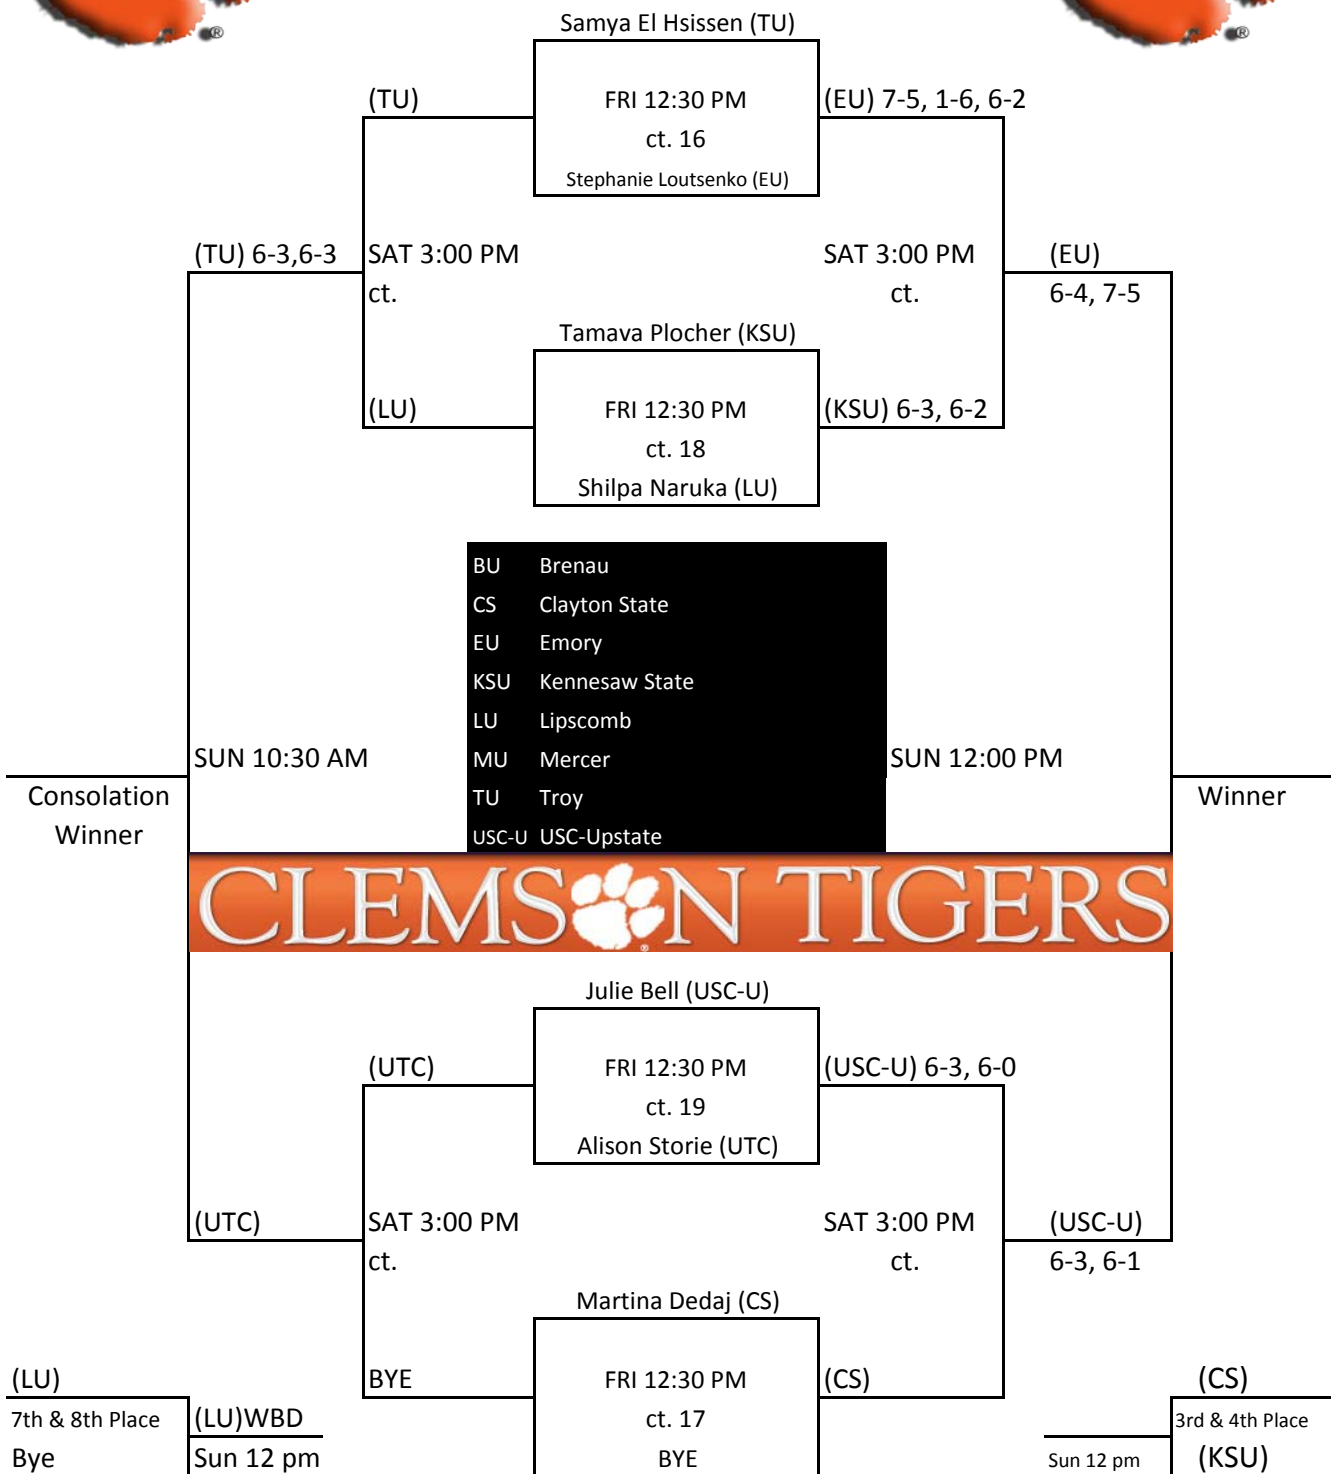 ®
®
Samya El Hsissen (TU)
(TU) FRI 12:30 PM (EU) 7-5, 1-6, 6-2
ct. 16
Stephanie Loutsenko (EU)
(TU) 6-3,6-3 SAT 3:00 PM SAT 3:00 PM (EU)
ct. ct. 6-4, 7-5
Tamava Plocher (KSU)
(LU) FRI 12:30 PM (KSU) 6-3, 6-2
ct. 18
Shilpa Naruka (LU)
BU Brenau
CS Clayton State
EU Emory
KSU Kennesaw State
LU Lipscomb
SUN 10:30 AM MU Mercer SUN 12:00 PM
Consolation TU Troy Winner
Winner USC-U USC-Upstate
CLEMSON TIGERS
®
Julie Bell (USC-U)
(UTC) FRI 12:30 PM (USC-U) 6-3, 6-0
ct. 19
Alison Storie (UTC)
(UTC) SAT 3:00 PM SAT 3:00 PM (USC-U)
ct. ct. 6-3, 6-1
Martina Dedaj (CS)
(LU) BYE FRI 12:30 PM (CS) (CS)
7th & 8th Place (LU)WBD ct. 17 3rd & 4th Place
Bye Sun 12 pm BYE Sun 12 pm (KSU)